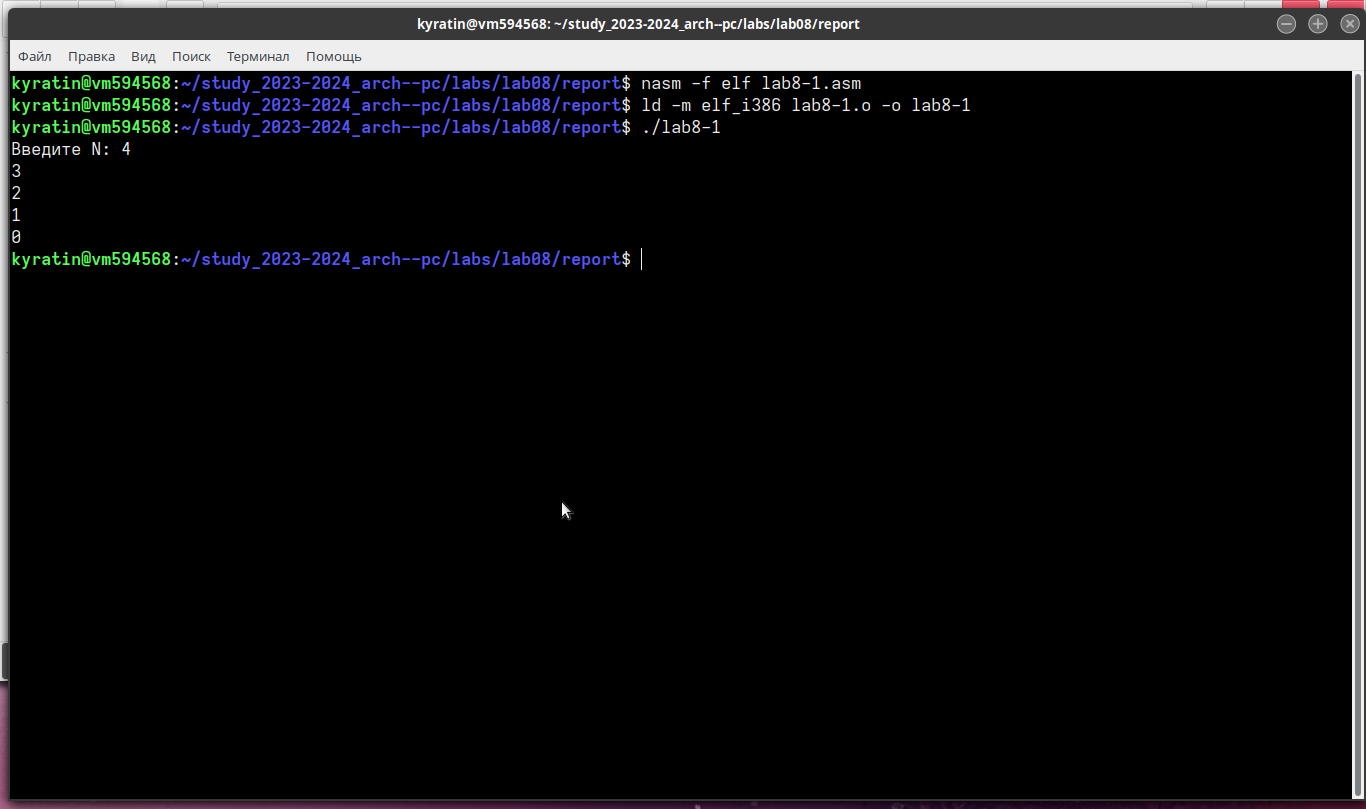 kyratin@vm594568: ~/study_2023-2024_arch--pc/labs/lab08/report
Файл Правка Вид Поиск Терминал Помощь
kyratin@vm594568:~/study_2023-2024_arch--pc/labs/lab08/report$ nasm -f elf lab8-1.asm
kyratin@vm594568:~/study_2023-2024_arch--pc/labs/lab08/report$ ld -m elf_i386 lab8-1.o -o lab8-1
kyratin@vm594568:~/study_2023-2024_arch--pc/labs/lab08/report$ ./lab8-1
Введите N: 4
3
2
1
0
kyratin@vm594568:~/study_2023-2024_arch--pc/labs/lab08/report$